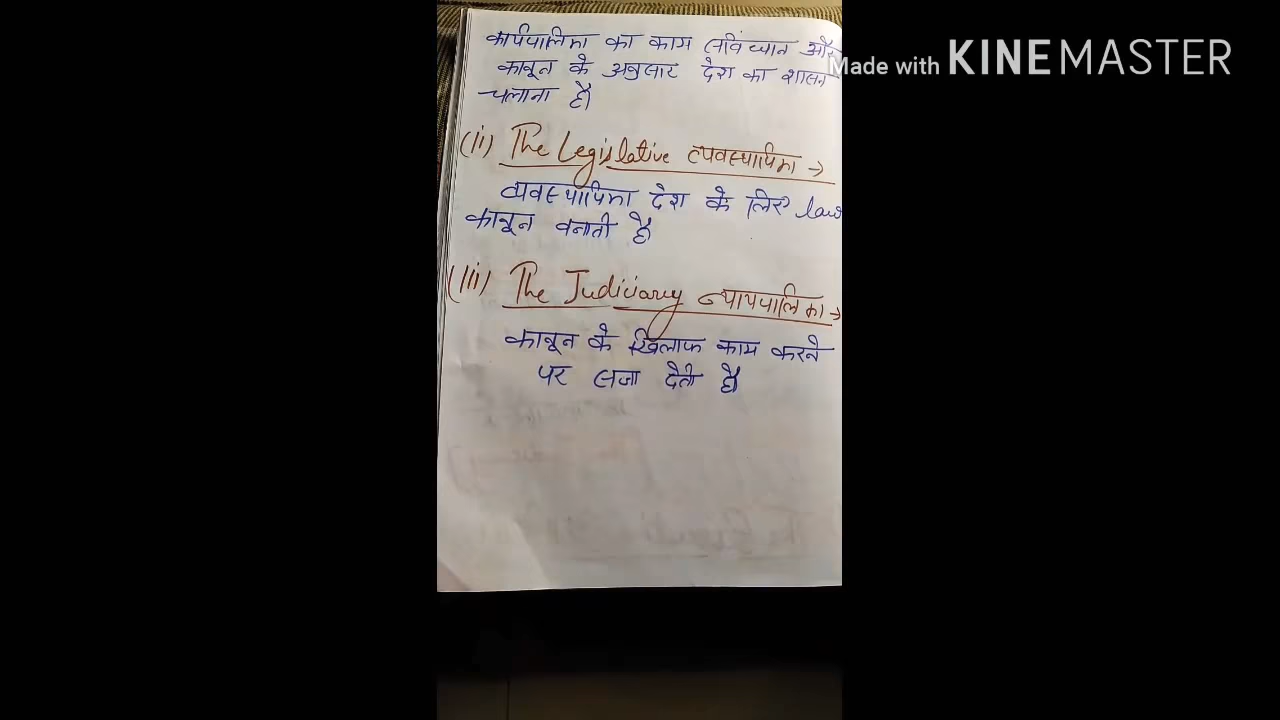 कार्यपालिका का काम संविधान और
कानून के अनुसार देश का शासन
चलाना है।
(ii) The Legislative व्यवस्थापिका →
व्यवस्थापिका देश के लिए law
कानून बनाती है
(iii) The Judiciary न्यायपालिका →
कानून के खिलाफ काम करने
पर सजा देती है
Made with KINEMASTER